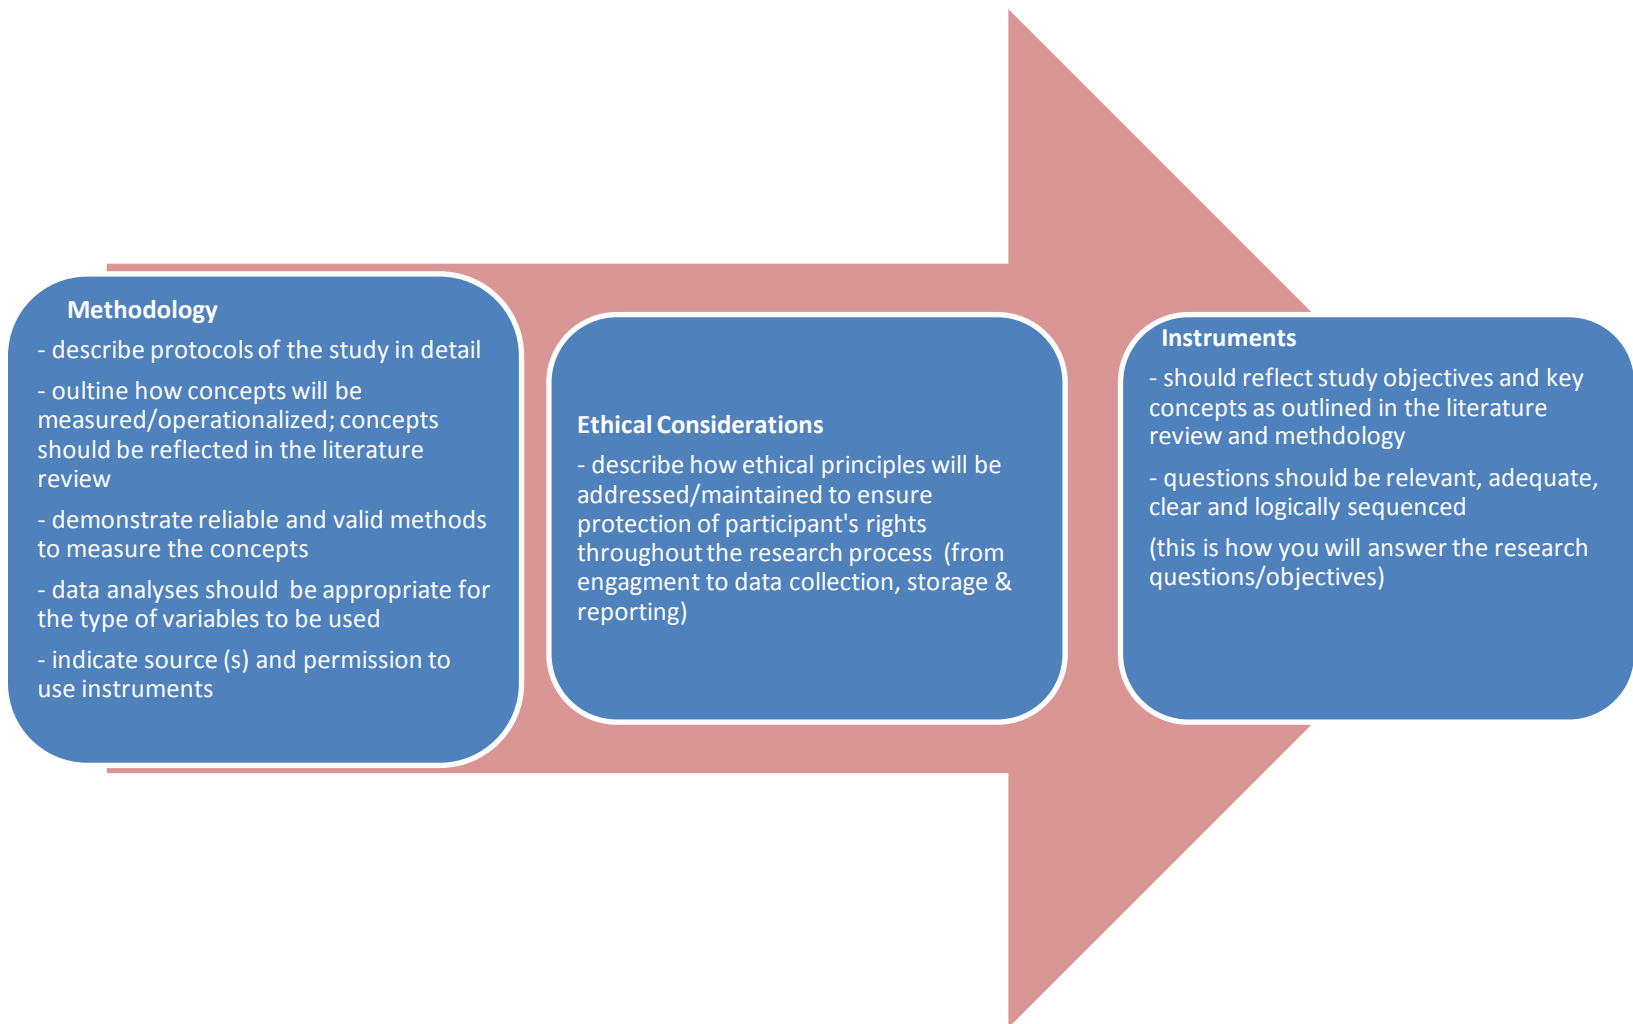 Methodology
- describe protocols of the study in detail
- oultine how concepts will be
measured/operationalized; concepts
should be reflected in the literature
review
- demonstrate reliable and valid methods
to measure the concepts
- data analyses should  be appropriate for
the type of variables to be used
- indicate source (s) and permission to
use instruments
Ethical Considerations
- describe how ethical principles will be
addressed/maintained to ensure
protection of participant's rights
throughout the research process  (from
engagment to data collection, storage &
reporting)
Instruments
- should reflect study objectives and key
concepts as outlined in the literature
review and methdology
- questions should be relevant, adequate,
clear and logically sequenced
(this is how you will answer the research
questions/objectives)